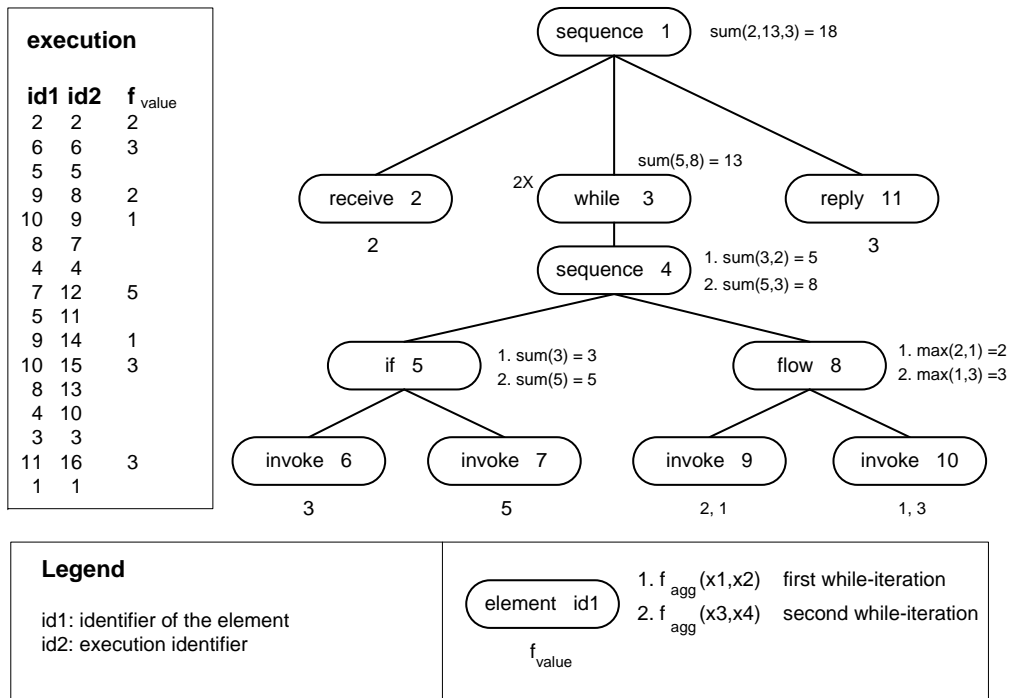 execution
id1 id2 f value
2 2 2
6 6 3
5 5
9 8 2
10 9 1
8 7
4 4
7 12 5
5 11
9 14 1
10 15 3
8 13
4 10
3 3
11 16 3
1 1
sequence 1 sum(2,13,3) = 18
sum(5,8) = 13
receive 2
2X while 3
reply 11
2
3
sequence 4
1. sum(3,2) = 5
2. sum(5,3) = 8
if 5
1. sum(3) = 3
2. sum(5) = 5
flow 8
1. max(2,1) =2
2. max(1,3) =3
invoke 6
invoke 7
invoke 9
invoke 10
3
5
2, 1
1, 3
Legend
id1: identifier of the element
id2: execution identifier
element id1
f value
1. f agg (x1,x2) first while-iteration
2. f agg (x3,x4) second while-iteration